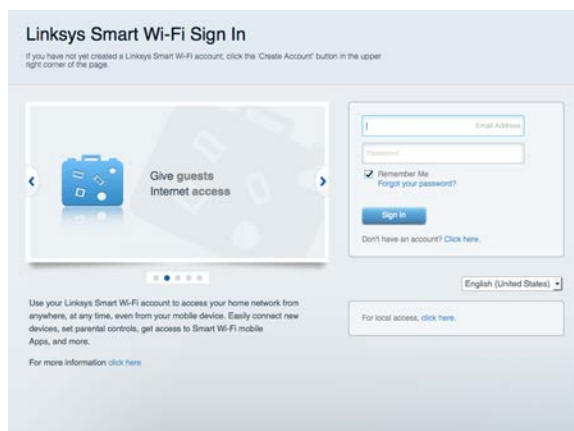 Linksys Smart Wi-Fi Sign In
If you have not yet created a Linksys Smart Wi-Fi account, click the 'Create Account' button in the upper
right corner of the page.
Give guests
Internet access
Email Address
Password
Remember Me
Forgot your password?
Sign In
Don't have an account? Click here.
English (United States)
Use your Linksys Smart Wi-Fi account to access your home network from
anywhere, at any time, even from your mobile device. Easily connect new
devices, set parental controls, get access to Smart Wi-Fi mobile
Apps, and more.
For local access, click here.
For more information click here